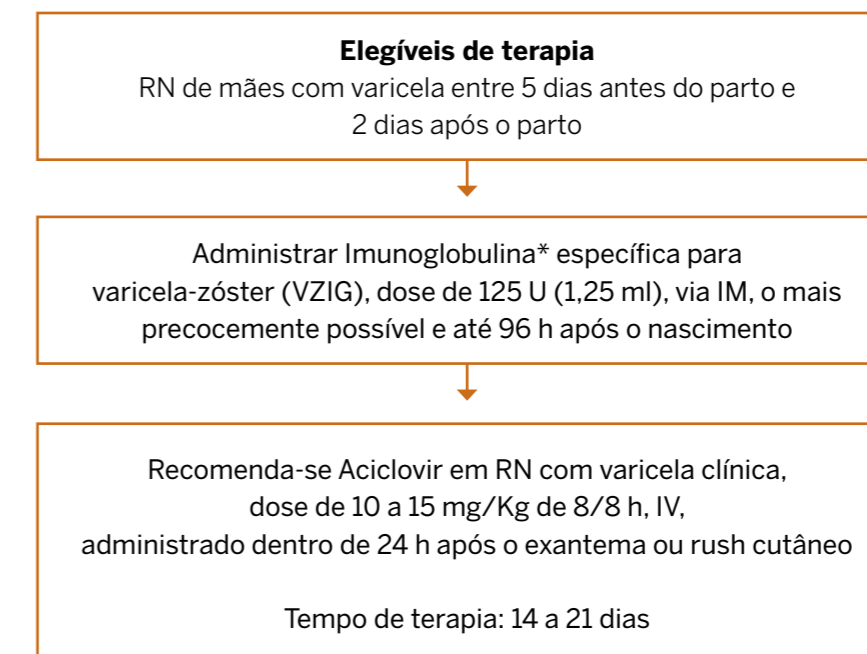 Elegíveis de terapia
RN de mães com varicela entre 5 dias antes do parto e
2 dias após o parto
Administrar Imunoglobulina* específica para
varicela-zóster (VZIG), dose de 125 U (1,25 ml), via IM, o mais
precocemente possível e até 96 h após o nascimento
Recomenda-se Aciclovir em RN com varicela clínica,
dose de 10 a 15 mg/Kg de 8/8 h, IV,
administrado dentro de 24 h após o exantema ou rush cutâneo
Tempo de terapia: 14 a 21 dias